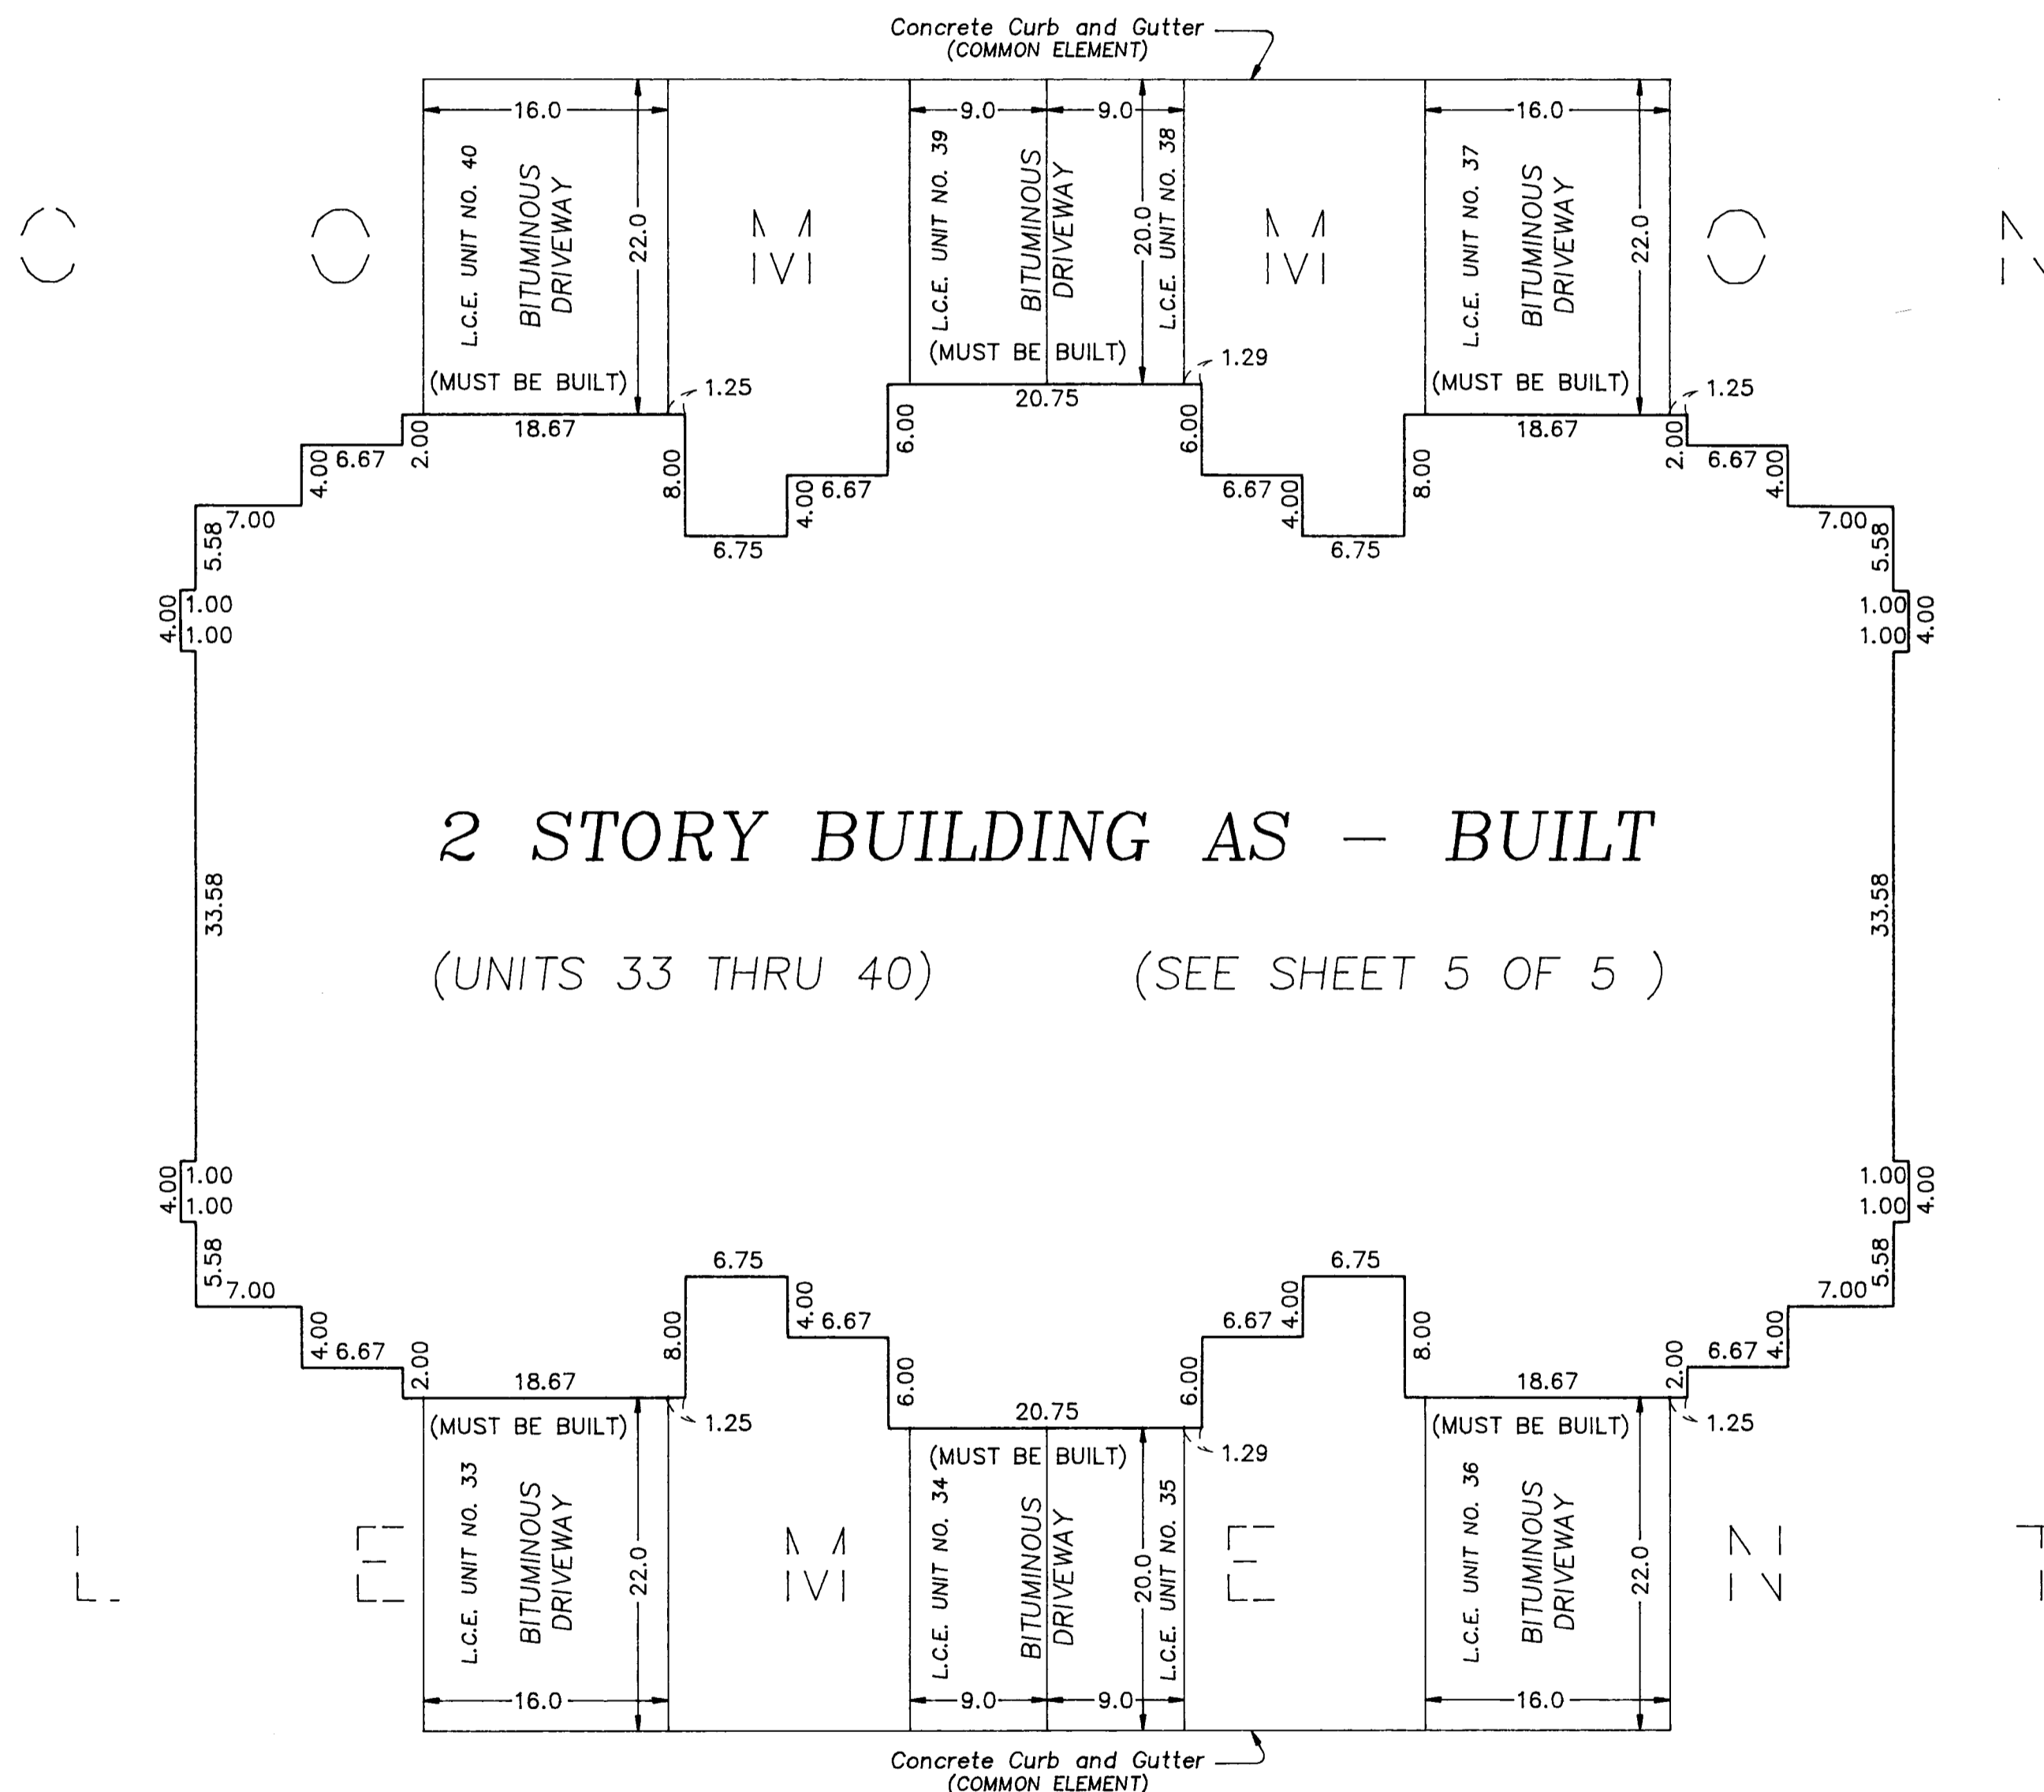 Concrete Curb and Gutter
(COMMON ELEMENT)
16.0
9.0
9.0
16.0
L.C.E. UNIT NO. 40
BITUMINOUS
DRIVEWAY
22.0
L.C.E. UNIT NO. 39
BITUMINOUS
DRIVEWAY
20.0
L.C.E. UNIT NO. 38
L.C.E. UNIT NO. 37
BITUMINOUS
DRIVEWAY
22.0
C O M M O N
(MUST BE BUILT)
(MUST BE BUILT)
(MUST BE BUILT)
1.25
1.29
1.25
18.67
20.75
18.67
7.00
4.00
6.67
2.00
8.00
6.75
4.00
6.67
6.00
6.00
6.67
4.00
6.75
8.00
2.00
6.67
4.00
7.00
5.58
5.58
4.00
1.00
1.00
1.00
1.00
4.00
2 STORY BUILDING AS - BUILT
33.58
33.58
(UNITS 33 THRU 40) (SEE SHEET 5 OF 5 )
4.00
1.00
1.00
1.00
1.00
4.00
5.58
5.58
7.00
4.00
6.67
2.00
8.00
6.75
4.00
6.67
6.00
6.00
6.67
4.00
6.75
8.00
2.00
6.67
4.00
7.00
18.67
20.75
18.67
1.25
1.29
1.25
(MUST BE BUILT)
(MUST BE BUILT)
(MUST BE BUILT)
L.C.E. UNIT NO. 33
BITUMINOUS
DRIVEWAY
22.0
L.C.E. UNIT NO. 34
BITUMINOUS
DRIVEWAY
20.0
L.C.E. UNIT NO. 35
L.C.E. UNIT NO. 36
BITUMINOUS
DRIVEWAY
22.0
L E M E N T
16.0
9.0
9.0
16.0
Concrete Curb and Gutter
(COMMON ELEMENT)